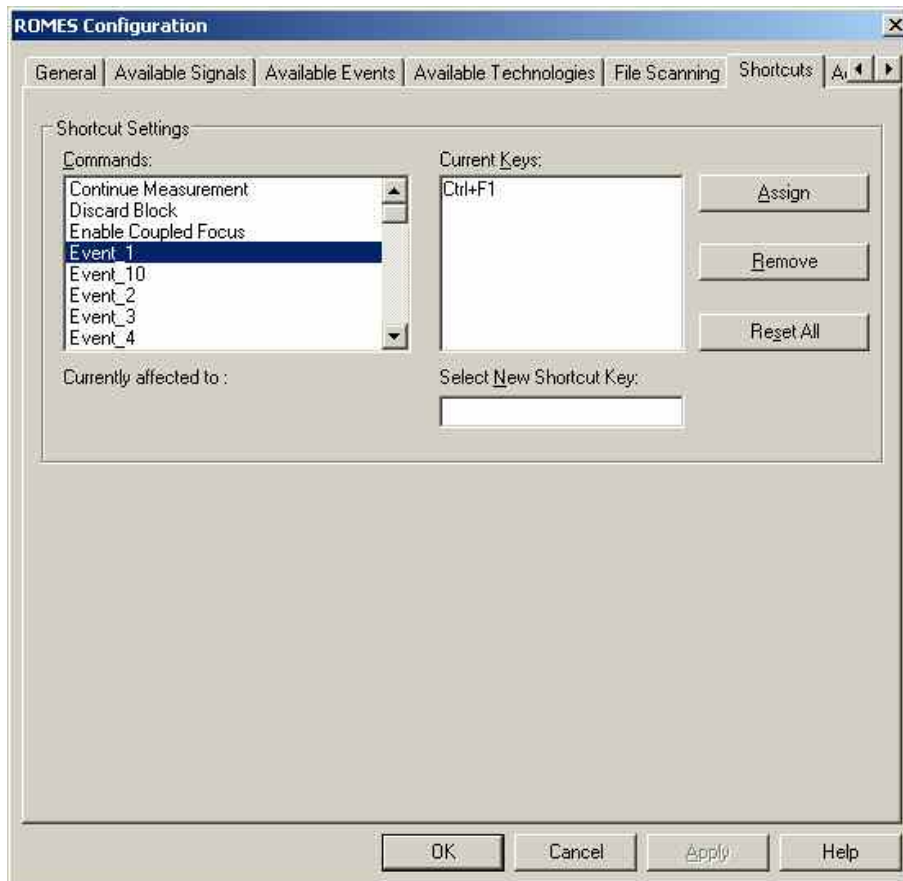 ROMES Configuration
General
Available Signals
Available Events
Available Technologies
File Scanning
Shortcuts
Shortcut Settings
Commands:
Continue Measurement
Discard Block
Enable Coupled Focus
Event_1
Event_10
Event_2
Event_3
Event_4
Currently affected to :
Current Keys:
Ctrl+F1
Select New Shortcut Key:
Assign
Remove
Reset All
OK
Cancel
Apply
Help